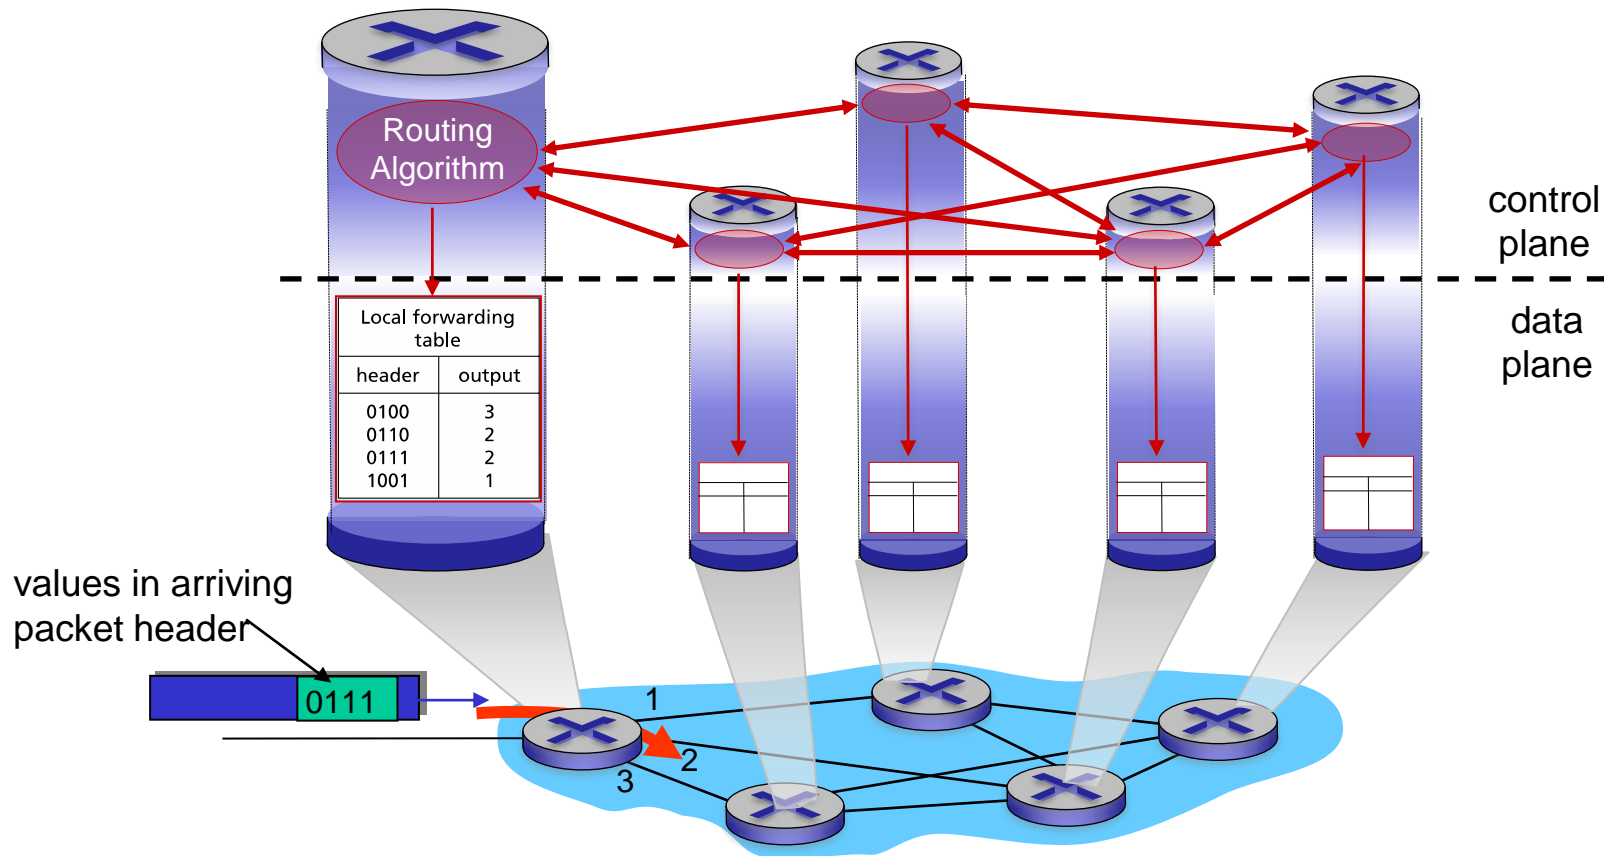 Routing
Algorithm
control
plane
data
plane
Local forwarding
table
header output
0100 3
0110 2
0111 2
1001 1
values in arriving
packet header
0111
1
2
3